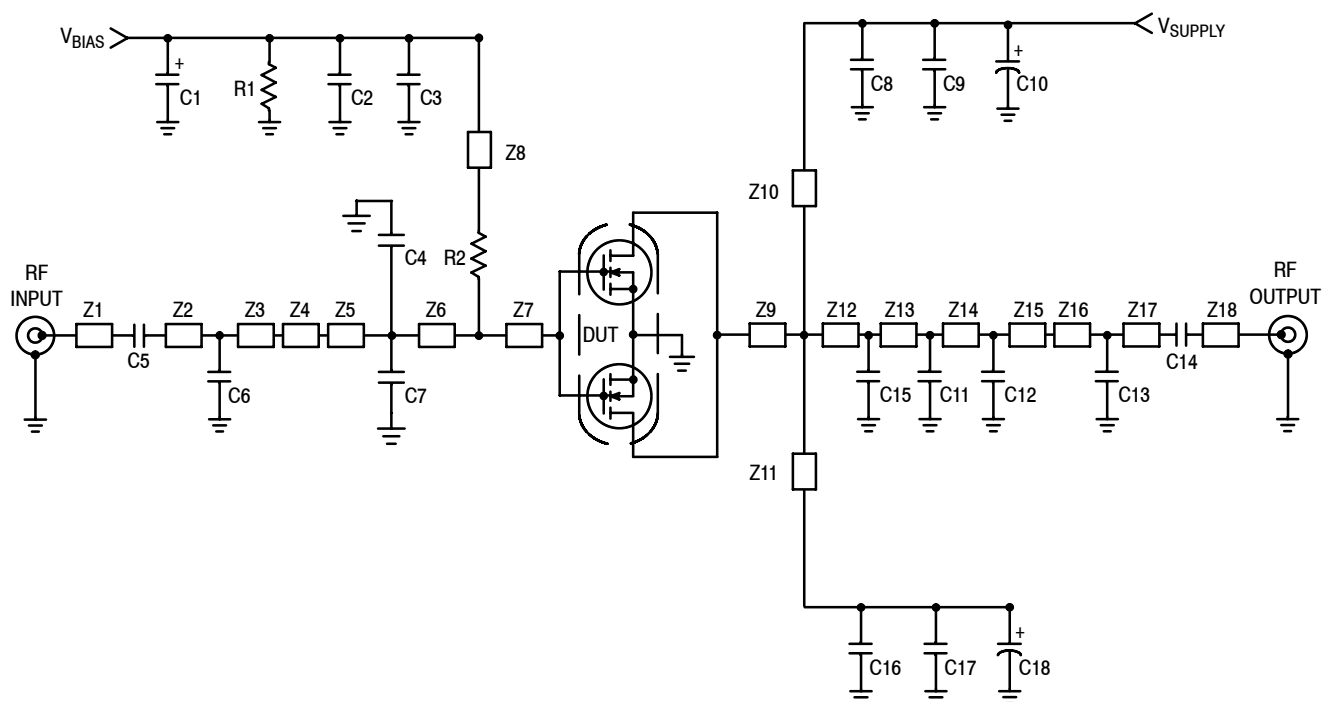 V_BIAS
V_SUPPLY
+
C1
R1
C2
C3
C8
C9
+
C10
Z8
Z10
C4
R2
RF
INPUT
RF
OUTPUT
Z1
C5
Z2
Z3
Z4
Z5
Z6
Z7
DUT
Z9
Z12
Z13
Z14
Z15
Z16
Z17
C14
Z18
C6
C7
C15
C11
C12
C13
Z11
C16
C17
+
C18